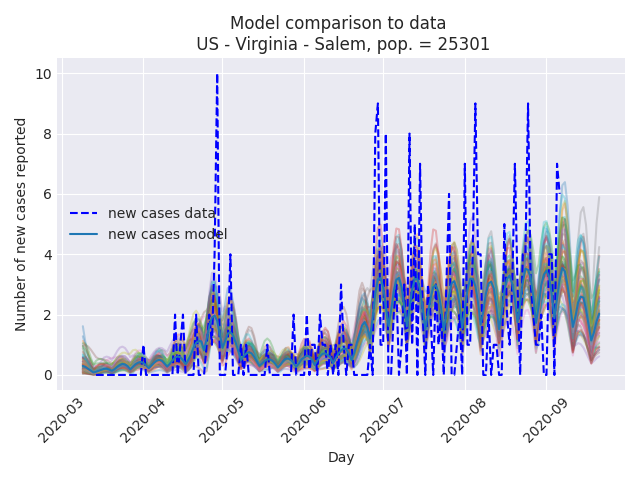 Model comparison to data
US - Virginia - Salem, pop. = 25301
Number of new cases reported
10
8
6
4
2
0
new cases data
new cases model
2020-03
2020-04
2020-05
2020-06
2020-07
2020-08
2020-09
Day